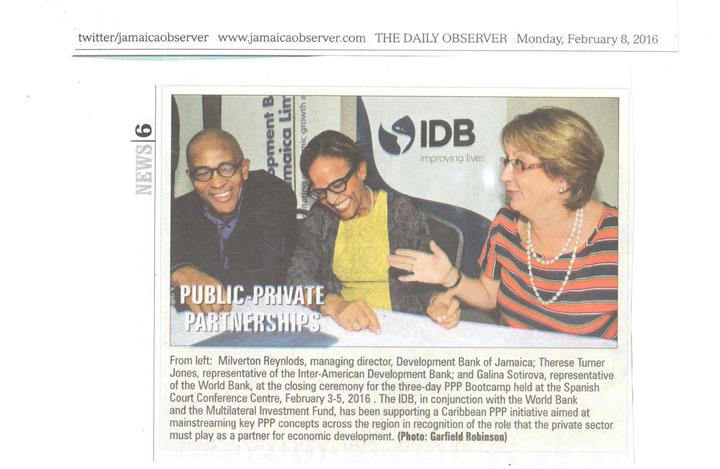 twitter/jamaicaobserver www.jamaicaobserver.com THE DAILY OBSERVER Monday, February 8, 2016
NEWS 6
opment B
maica Lim
growth
IDB
improving lives
PUBLIC-PRIVATE
PARTNERSHIPS
From left: Milverton Reynlods, managing director, Development Bank of Jamaica; Therese Turner
Jones, representative of the Inter-American Development Bank; and Galina Sotirova, representative
of the World Bank, at the closing ceremony for the three-day PPP Bootcamp held at the Spanish
Court Conference Centre, February 3-5, 2016 . The IDB, in conjunction with the World Bank
and the Multilateral Investment Fund, has been supporting a Caribbean PPP initiative aimed at
mainstreaming key PPP concepts across the region in recognition of the role that the private sector
must play as a partner for economic development. (Photo: Garfield Robinson)